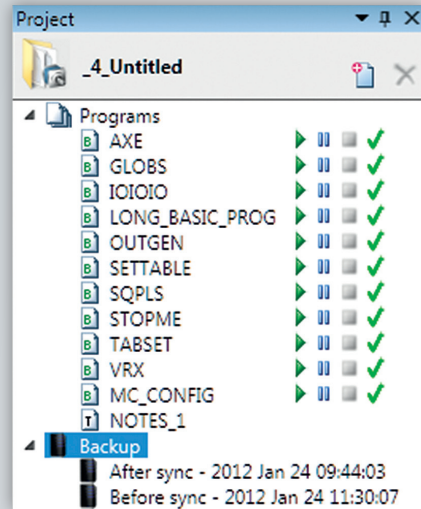 Project
_4_Untitled
Programs
B AXE
B GLOBS
B IOIOIO
B LONG_BASIC_PROG
B OUTGEN
B SETTABLE
B SQPLS
B STOPME
B TABSET
B VRX
B MC_CONFIG
T NOTES_1
Backup
After sync - 2012 Jan 24 09:44:03
Before sync - 2012 Jan 24 11:30:07